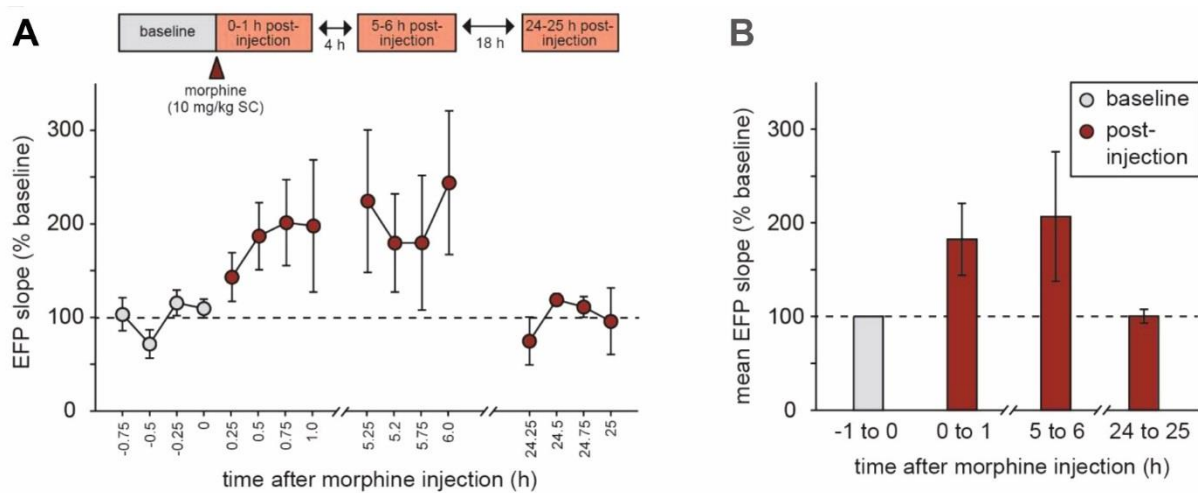 A
baseline
0-1 h post-
injection
4 h
5-6 h post-
injection
18 h
24-25 h post-
injection
morphine
(10 mg/kg SC)
EFP slope (% baseline)
300
200
100
0
-0.75
-0.5
-0.25
0
0.25
0.5
0.75
1.0
5.25
5.2
5.75
6.0
24.25
24.5
24.75
25
time after morphine injection (h)
B
baseline
post-
injection
mean EFP slope (% baseline)
300
200
100
0
-1 to 0
0 to 1
5 to 6
24 to 25
time after morphine injection (h)